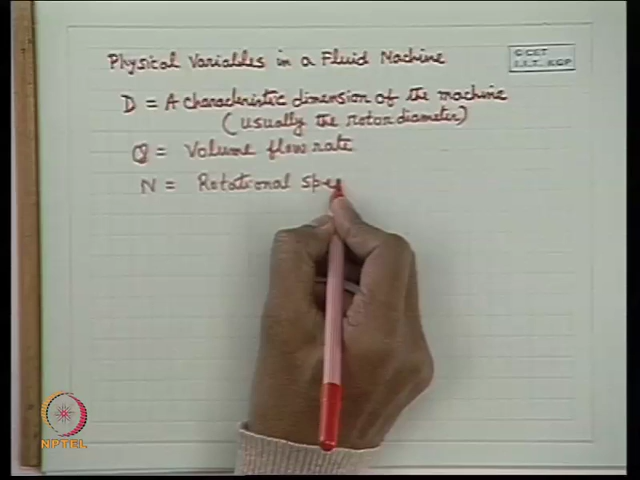 Physical Variables in a Fluid Machine
© CET
I.I.T. KGP
D = A characteristic dimension of the machine
(usually the rotor diameter)
Q = Volume flow rate
N = Rotational spe
NPTEL